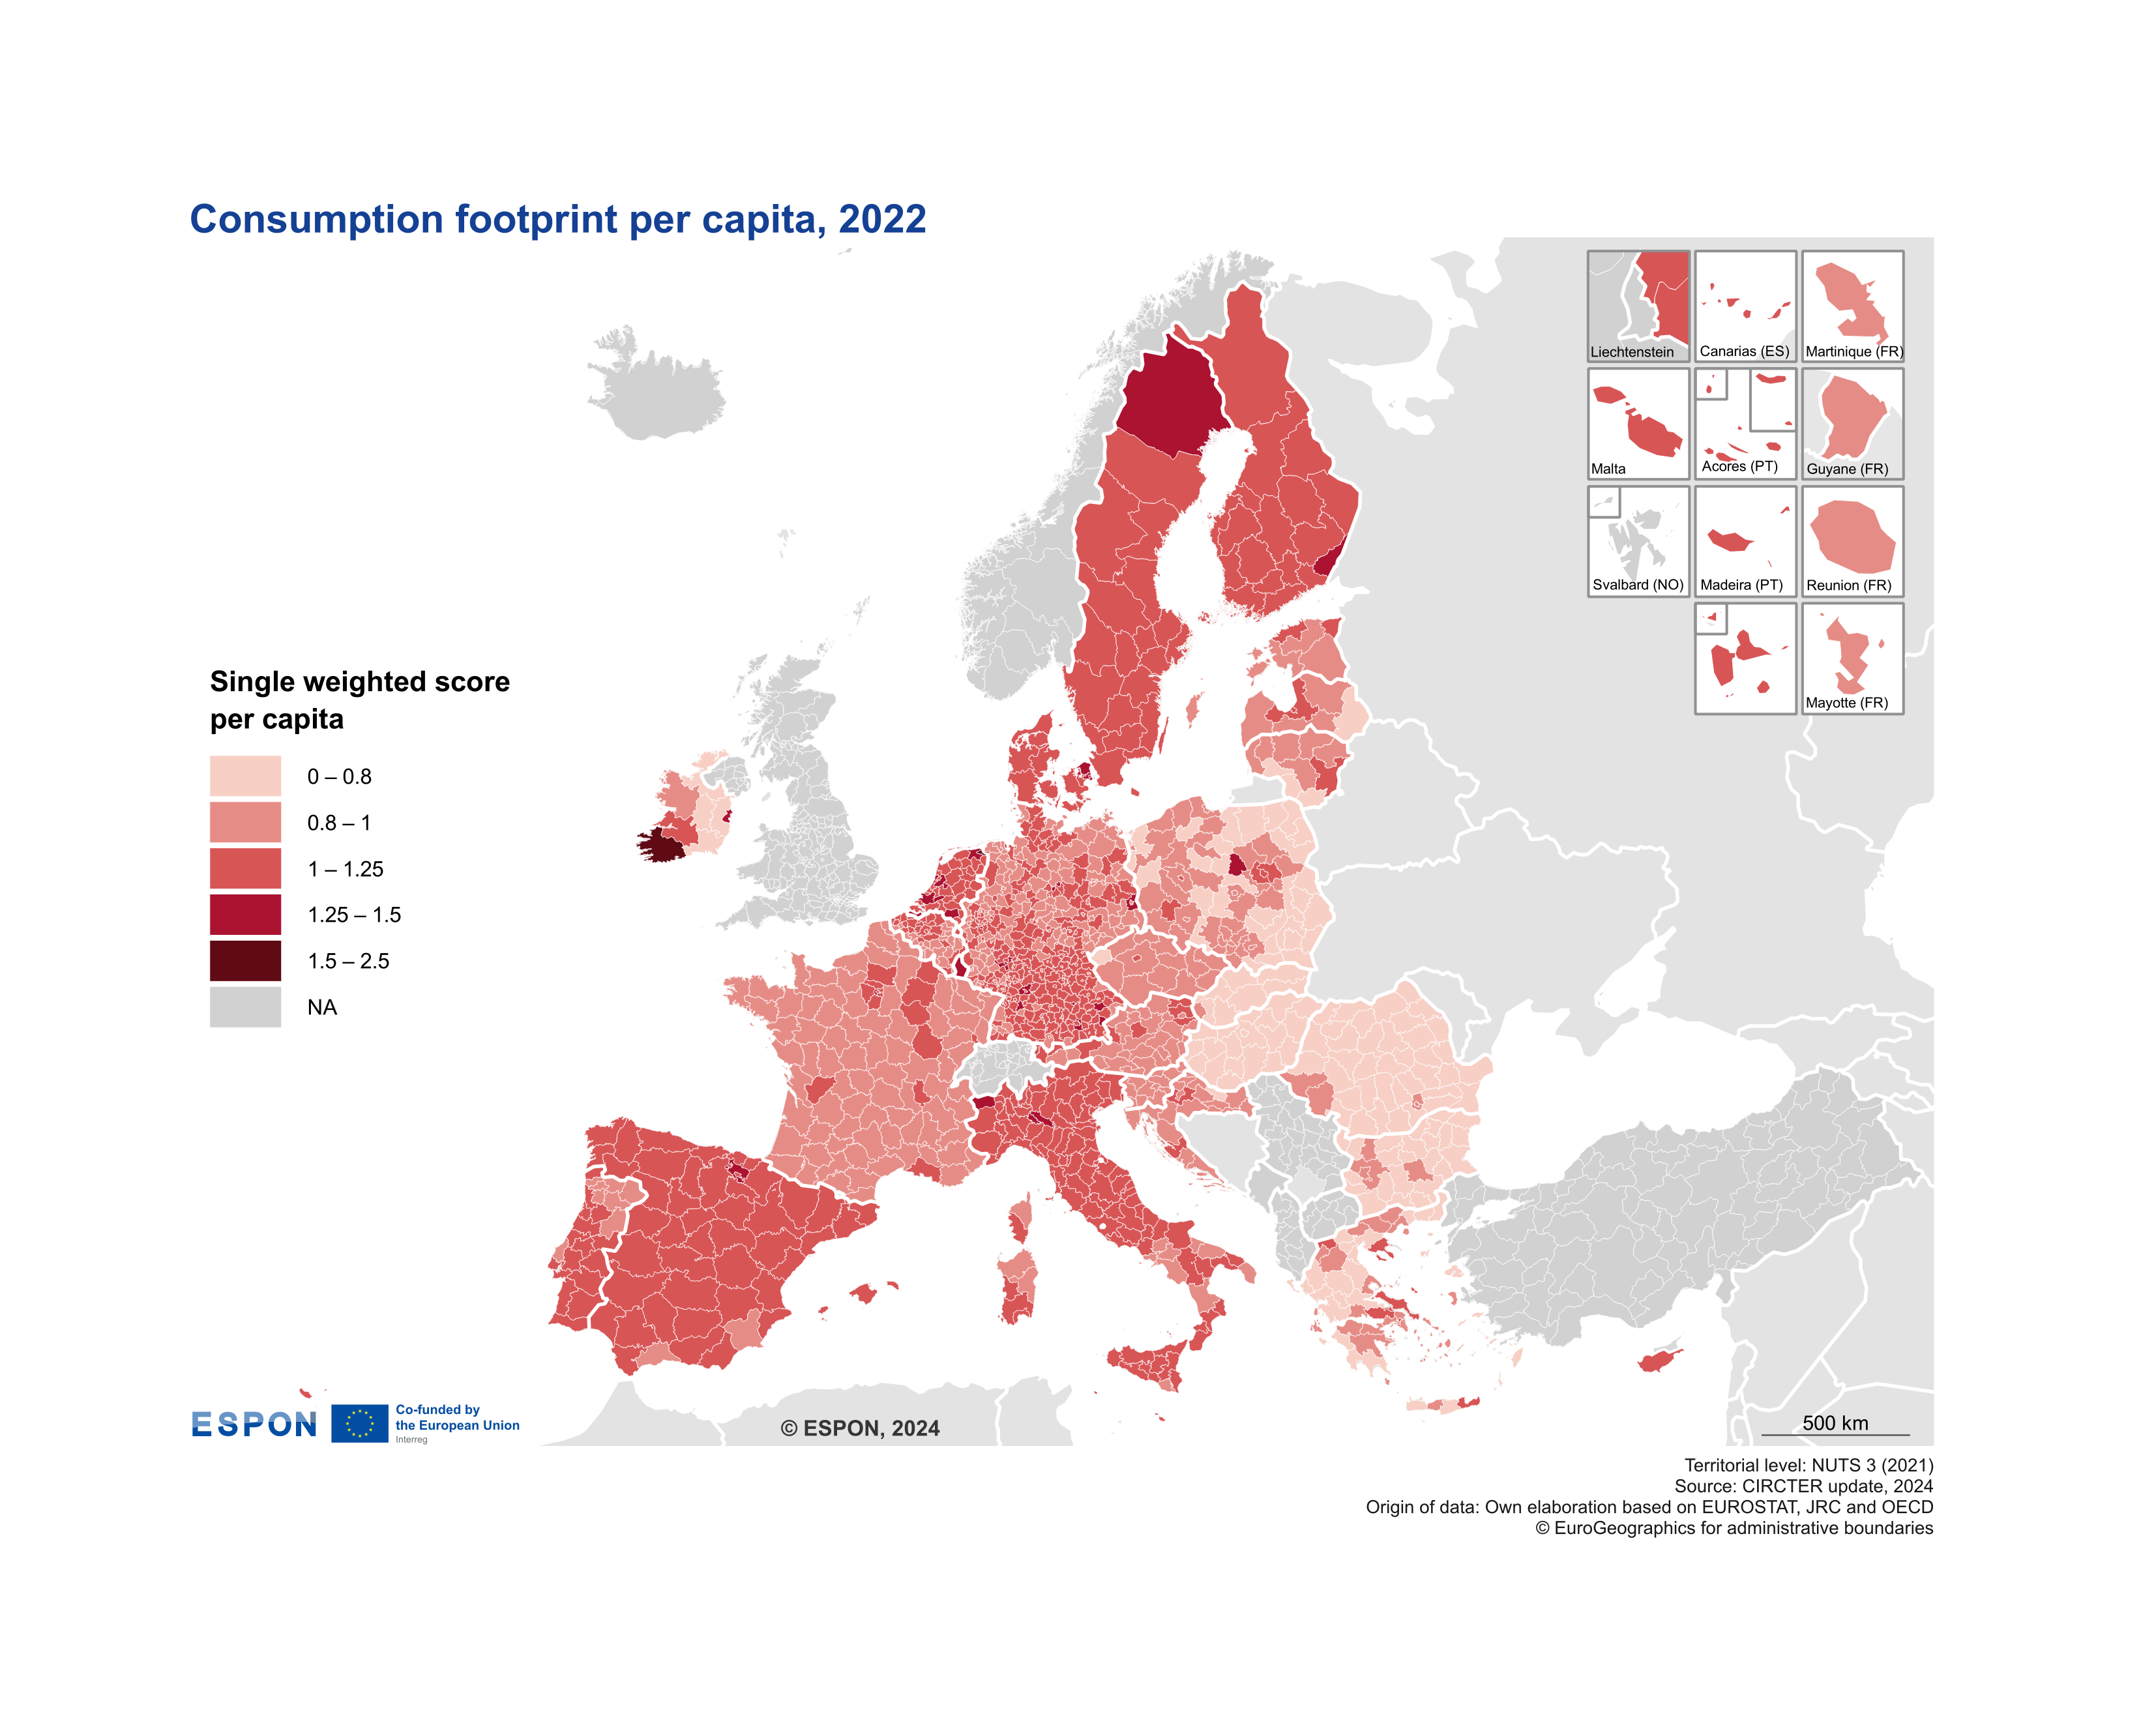 Consumption footprint per capita, 2022
Liechtenstein
Canarias (ES)
Martinique (FR)
Malta
Acores (PT)
Guyane (FR)
Svalbard (NO)
Madeira (PT)
Reunion (FR)
Mayotte (FR)
Single weighted score
per capita
0 – 0.8
0.8 – 1
1 – 1.25
1.25 – 1.5
1.5 – 2.5
NA
ESPON
Co-funded by
the European Union
Interreg
© ESPON, 2024
500 km
Territorial level: NUTS 3 (2021)
Source: CIRCTER update, 2024
Origin of data: Own elaboration based on EUROSTAT, JRC and OECD
© EuroGeographics for administrative boundaries